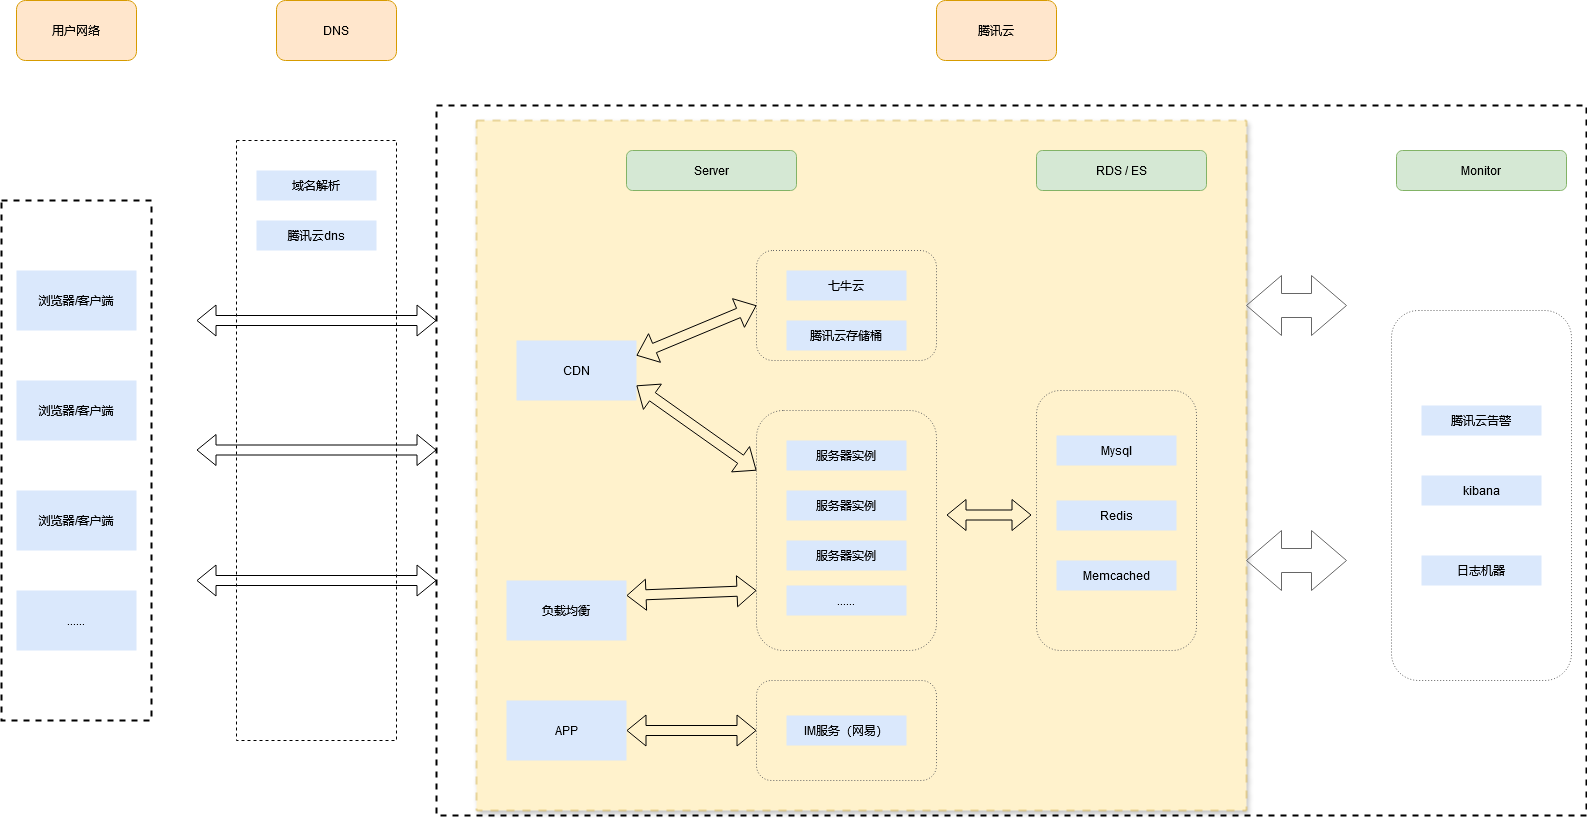 用户网络
DNS
腾讯云
浏览器/客户端
浏览器/客户端
浏览器/客户端
......
域名解析
腾讯云dns
Server
RDS / ES
Monitor
CDN
负载均衡
APP
七牛云
腾讯云存储桶
服务器实例
服务器实例
服务器实例
......
IM服务（网易）
Mysql
Redis
Memcached
腾讯云告警
kibana
日志机器